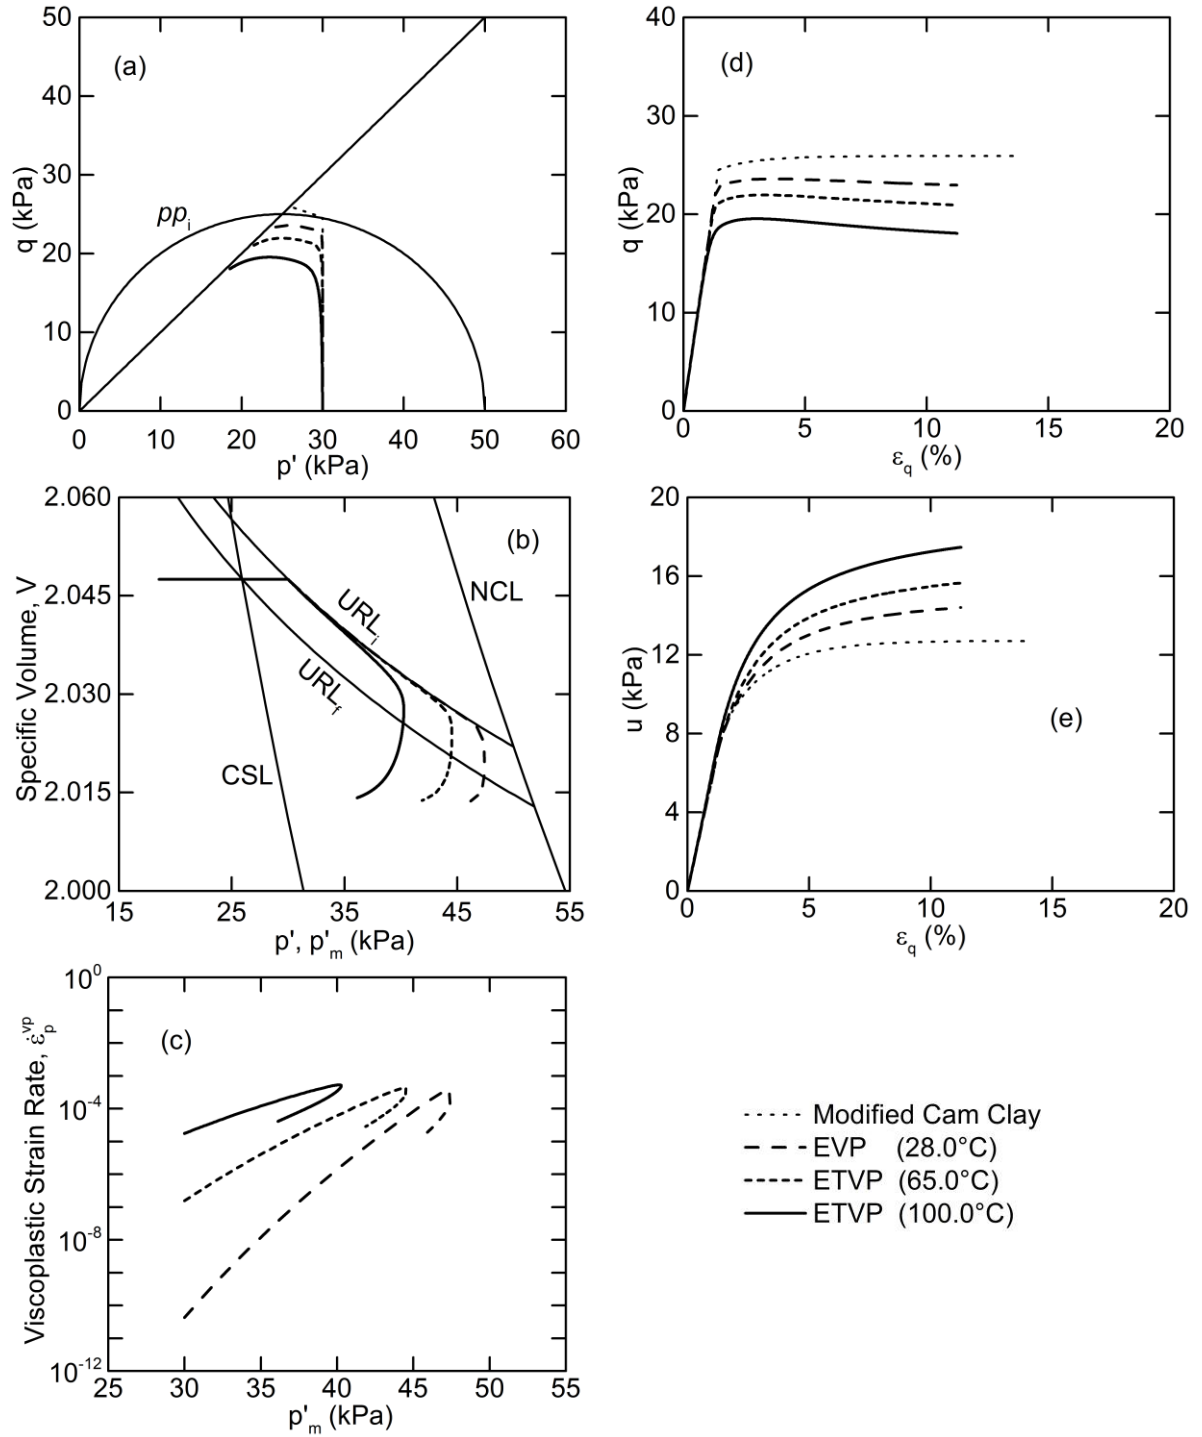 (a)
q (kPa)
50
40
30
20
10
0
pp_i
0 10 20 30 40 50 60
p' (kPa)
(d)
q (kPa)
40
30
20
10
0
0 5 10 15 20
ε_q (%)
(b)
Specific Volume, V
2.060
2.045
2.030
2.015
2.000
URL_i
URL_f
NCL
CSL
15 25 35 45 55
p', p'_m (kPa)
(e)
u (kPa)
20
16
12
8
4
0
0 5 10 15 20
ε_q (%)
(c)
Viscoplastic Strain Rate, ε̇_p^vp
10^0
10^-4
10^-8
10^-12
25 30 35 40 45 50 55
p'_m (kPa)
Modified Cam Clay
EVP (28.0°C)
ETVP (65.0°C)
ETVP (100.0°C)